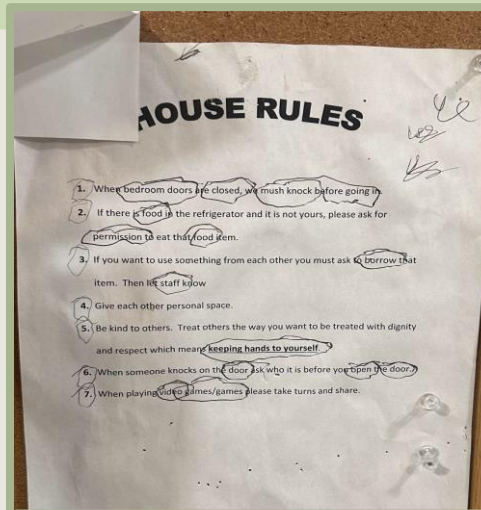 HOUSE RULES
1. When bedroom doors are closed, we mush knock before going in.
2. If there is food in the refrigerator and it is not yours, please ask for
permission to eat that food item.
3. If you want to use something from each other you must ask to borrow that
item. Then let staff know
4. Give each other personal space.
5. Be kind to others. Treat others the way you want to be treated with dignity
and respect which means keeping hands to yourself.
6. When someone knocks on the door ask who it is before you open the door.
7. When playing video games/games please take turns and share.